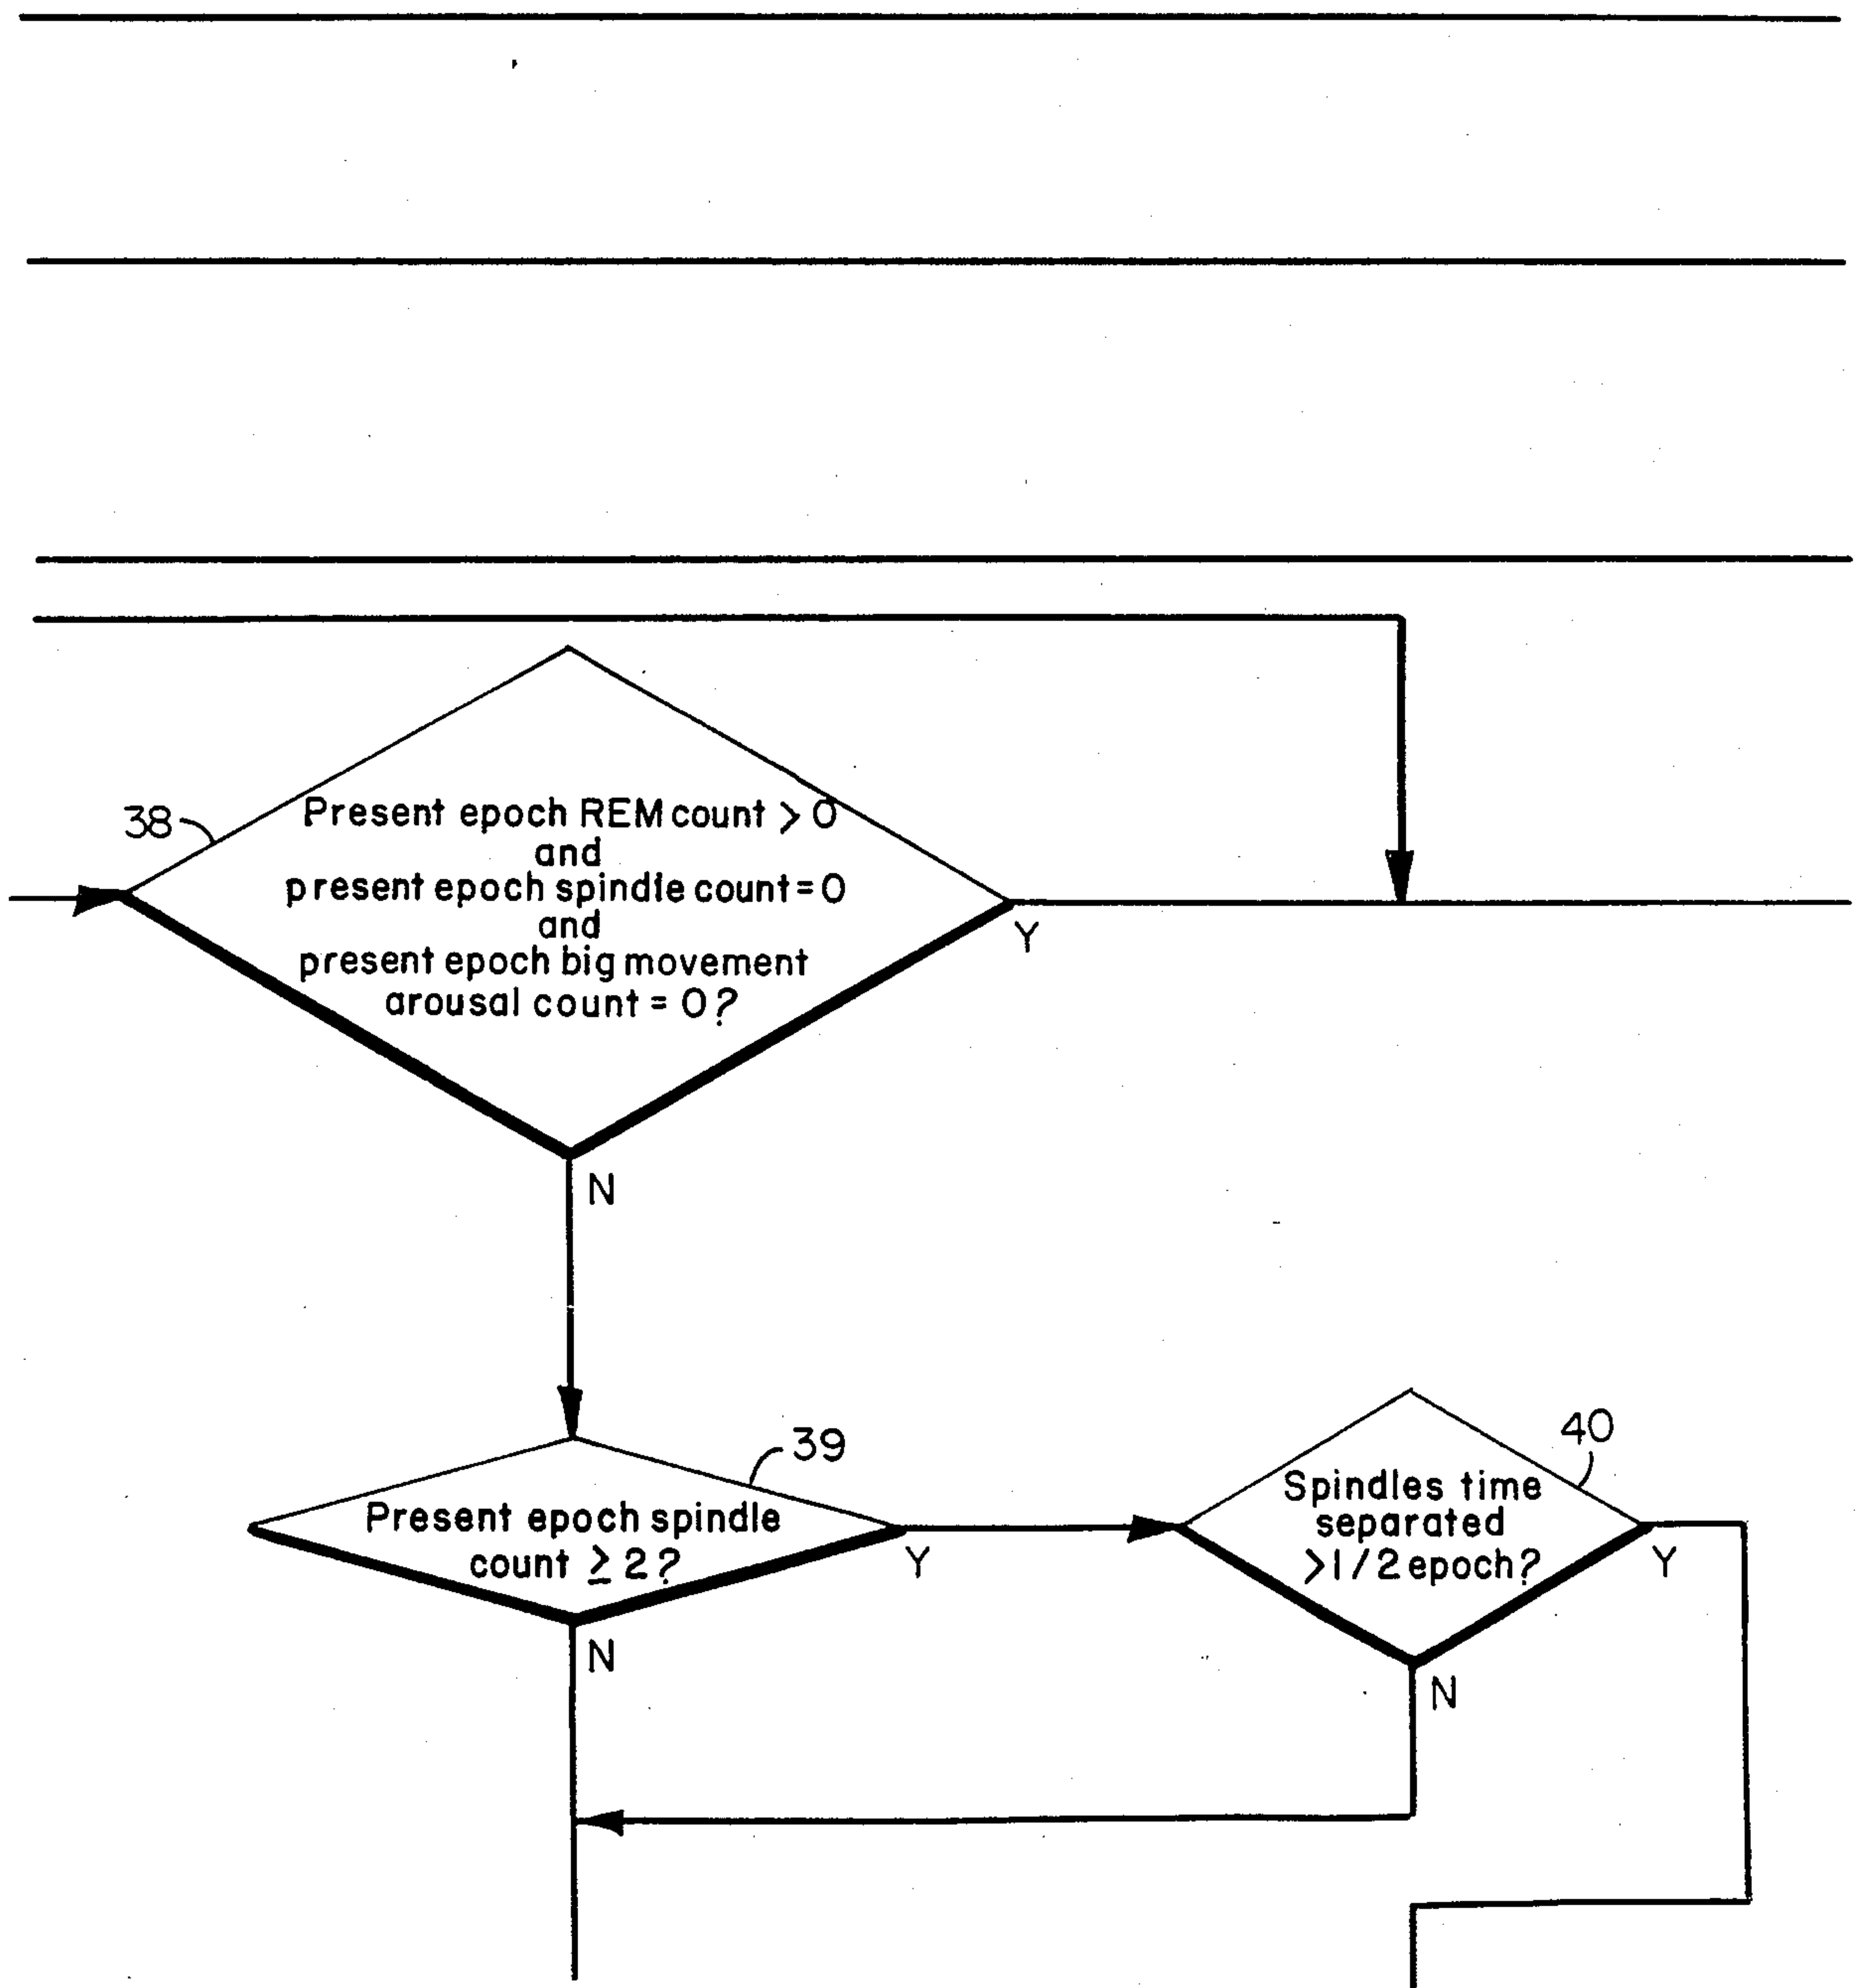 38
Present epoch REM count > 0
and
present epoch spindle count = 0
and
present epoch big movement
arousal count = 0?
Y
N
39
Present epoch spindle
count ≥ 2?
Y
N
40
Spindles time
separated
>1/2 epoch?
Y
N